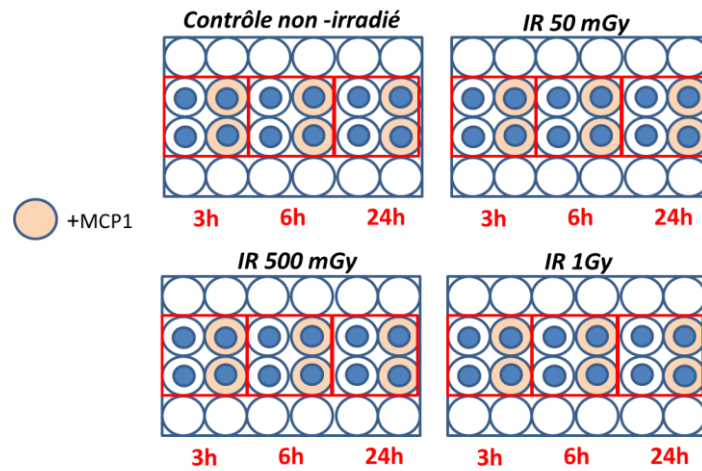 Contrôle non -irradié
IR 50 mGy
+MCP1
3h 6h 24h
3h 6h 24h
IR 500 mGy
IR 1Gy
3h 6h 24h
3h 6h 24h